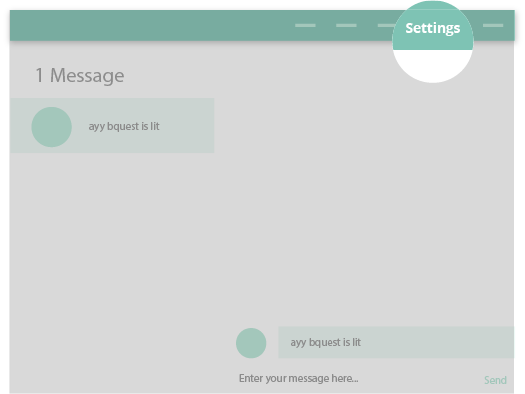 Settings
1 Message
ayy bquest is lit
ayy bquest is lit
Enter your message here...
Send